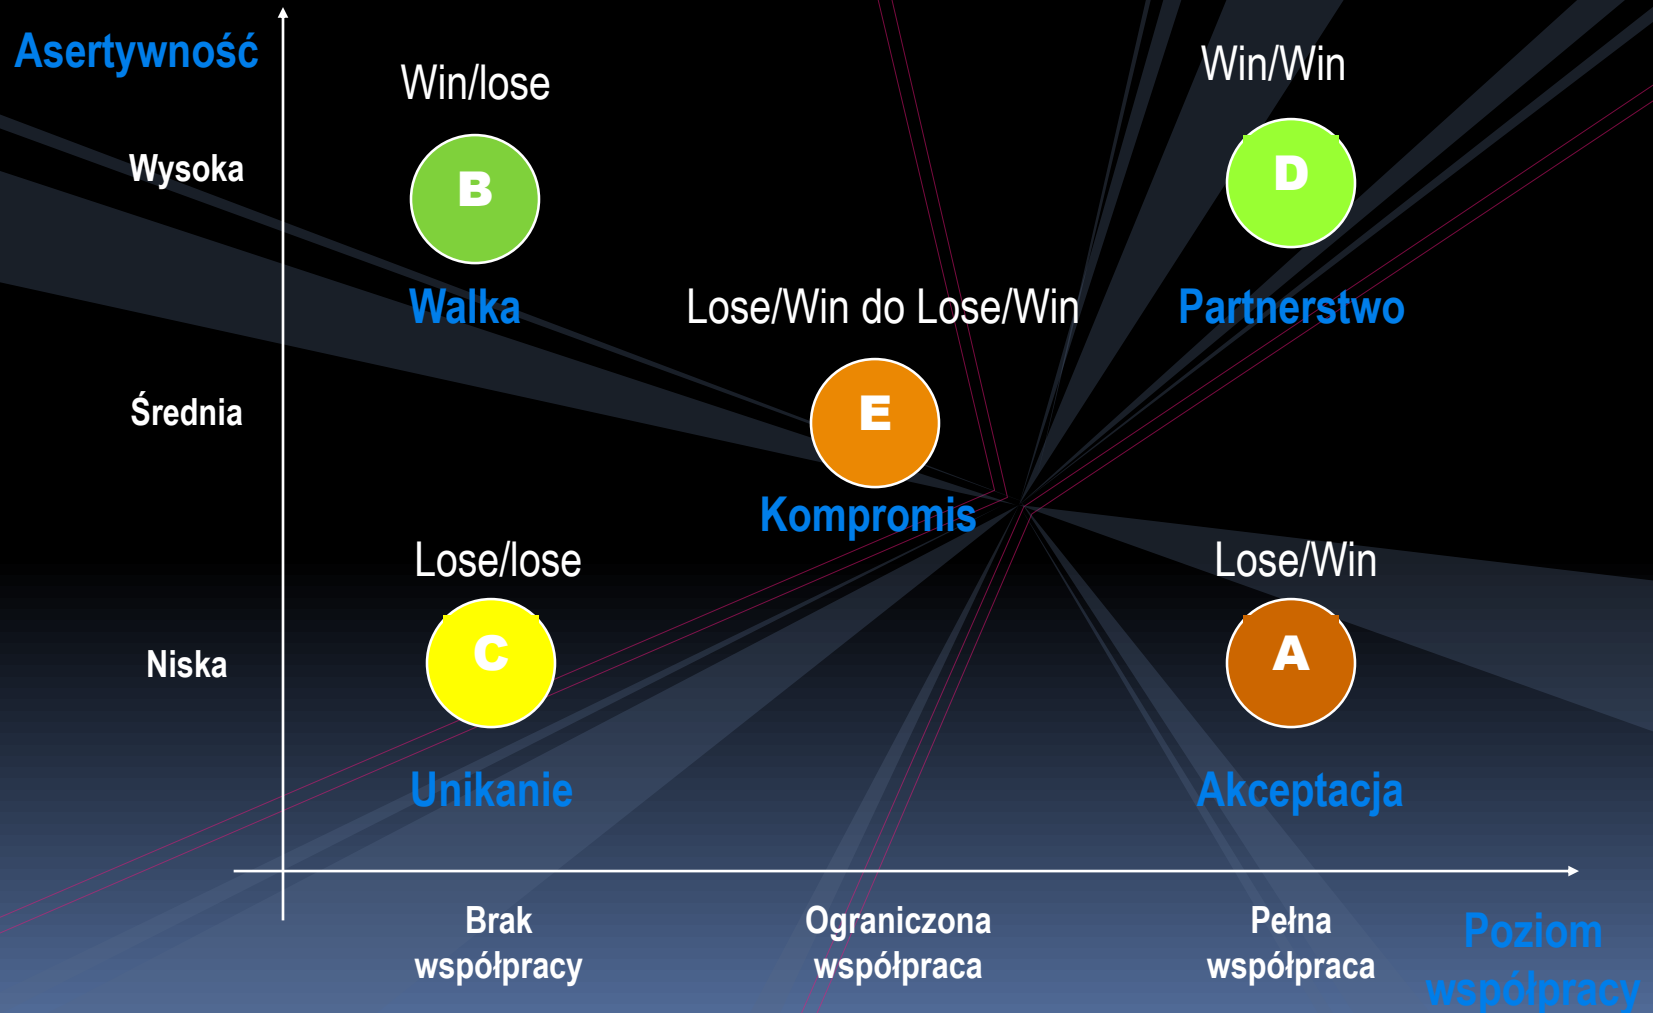 Asertywność
Win/lose
Win/Win
Wysoka
B
D
Walka
Lose/Win do Lose/Win
Partnerstwo
Średnia
E
Kompromis
Lose/lose
Lose/Win
Niska
C
A
Unikanie
Akceptacja
Brak
współpracy
Ograniczona
współpraca
Pełna
współpraca
Poziom
współpracy